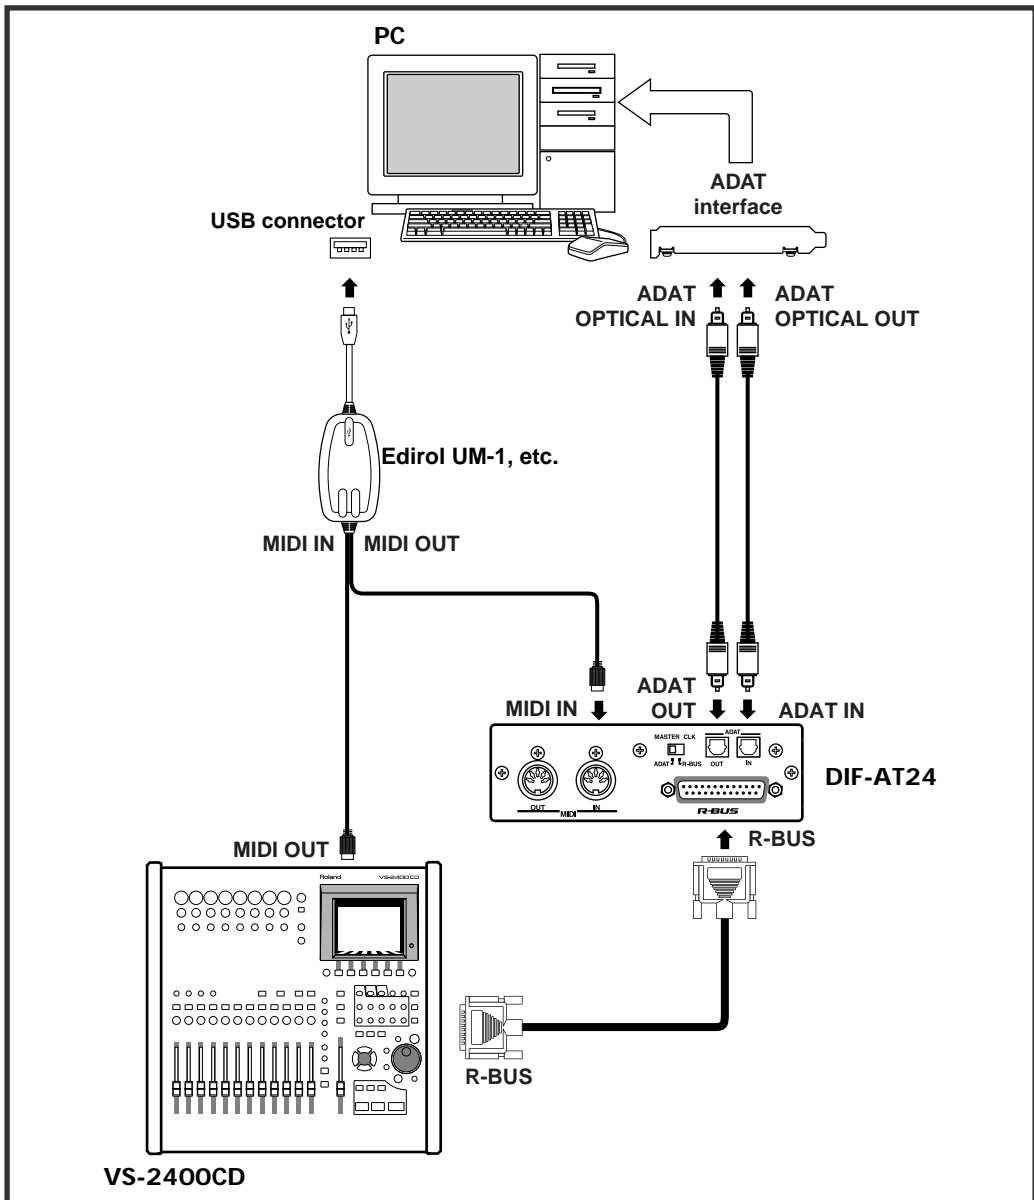 PC
ADAT
interface
USB connector
ADAT
OPTICAL IN
ADAT
OPTICAL OUT
Edirol UM-1, etc.
MIDI IN
MIDI OUT
MIDI IN
ADAT
OUT
ADAT IN
MASTER CLK
ADAT
ADAT
R-BUS
OUT
IN
OUT
IN
MIDI
R-BUS
DIF-AT24
R-BUS
MIDI OUT
Roland
VS-2400CD
R-BUS
VS-2400CD